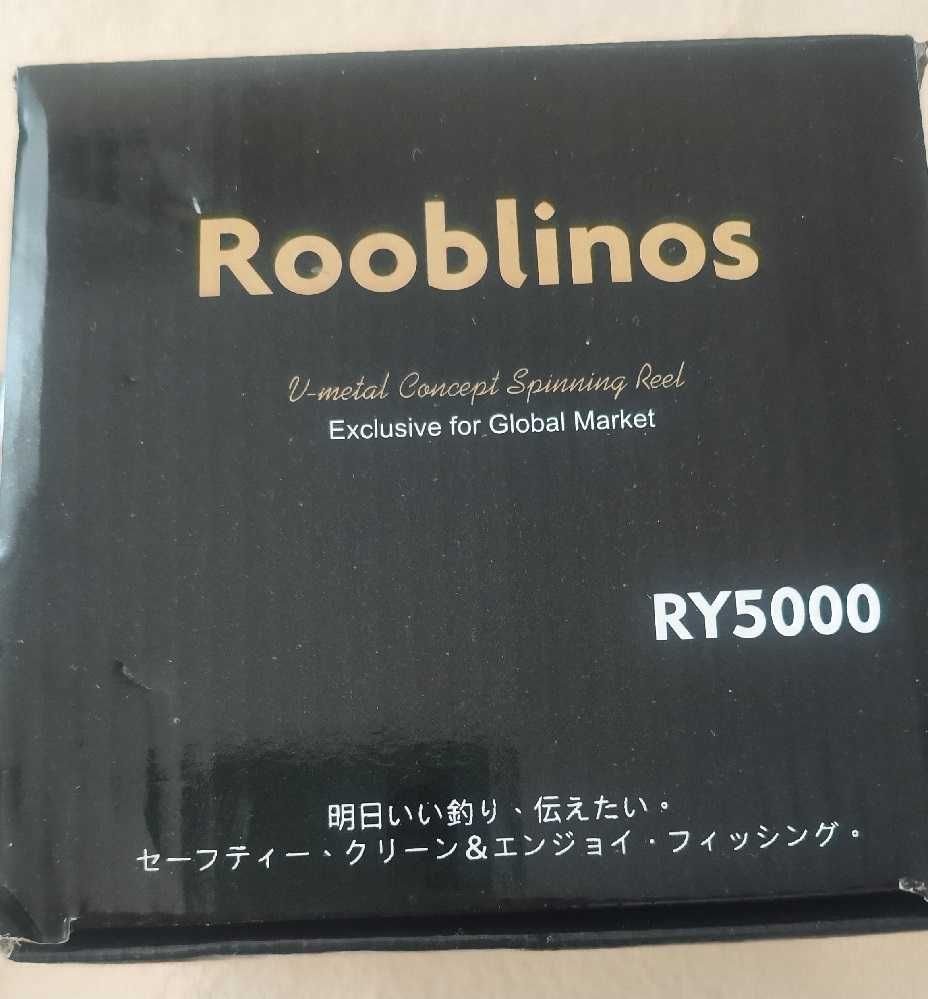 Rooblinos
V-metal Concept Spinning Reel
Exclusive for Global Market
RY5000
明日いい釣り、伝えたい。
セーフティー、クリーン&エンジョイ・フィッシング。